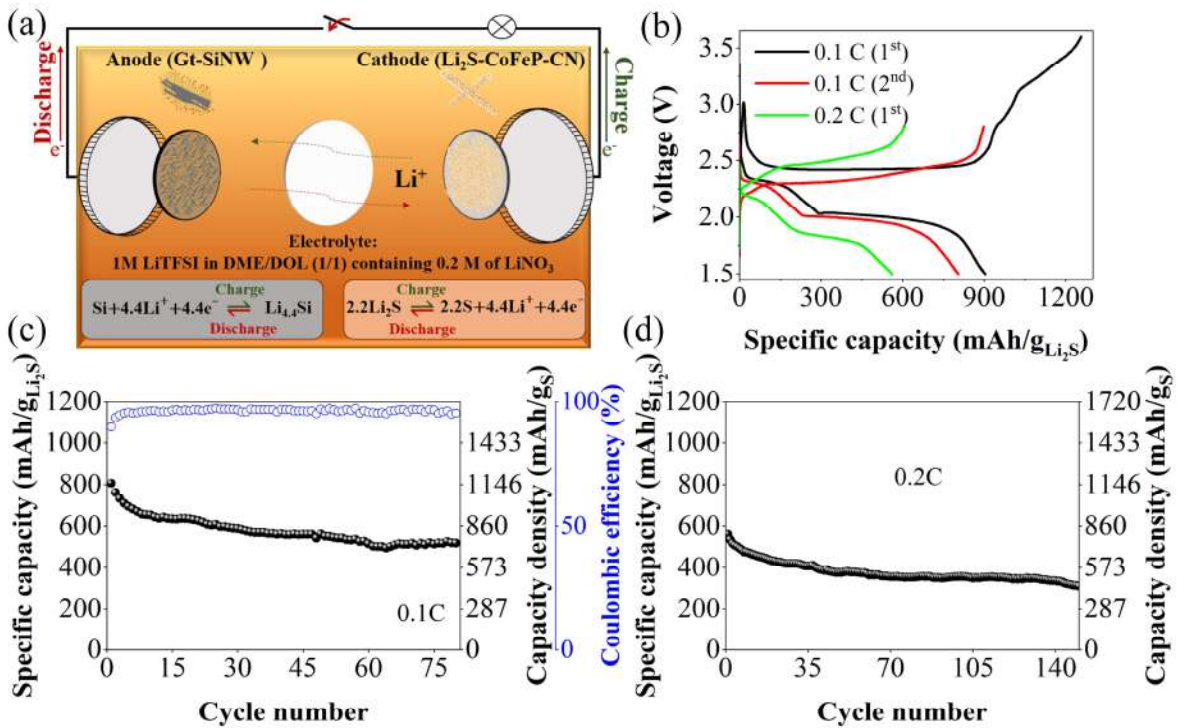 (a)
Anode (Gt-SiNW )
Cathode (Li₂S-CoFeP-CN)
Discharge
e⁻
Charge
e⁻
Li⁺
Electrolyte:
1M LiTFSI in DME/DOL (1/1) containing 0.2 M of LiNO₃
Si+4.4Li⁺+4.4e⁻ ⇌ Li₄.₄Si
Charge
Discharge
2.2Li₂S ⇌ 2.2S+4.4Li⁺+4.4e⁻
Charge
Discharge
(b)
0.1 C (1ˢᵗ)
0.1 C (2ⁿᵈ)
0.2 C (1ˢᵗ)
Voltage (V)
3.5
3.0
2.5
2.0
1.5
0 300 600 900 1200
Specific capacity (mAh/g_Li₂S)
(c)
Specific capacity (mAh/g_Li₂S)
1200
1000
800
600
400
200
0
0.1C
0 15 30 45 60 75
Cycle number
1433
1146
860
573
287
0
Capacity density (mAh/g_S)
100
50
0
Coulombic efficiency (%)
(d)
Specific capacity (mAh/g_Li₂S)
1200
1000
800
600
400
200
0
0.2C
0 35 70 105 140
Cycle number
1720
1433
1146
860
573
287
0
Capacity density (mAh/g_S)